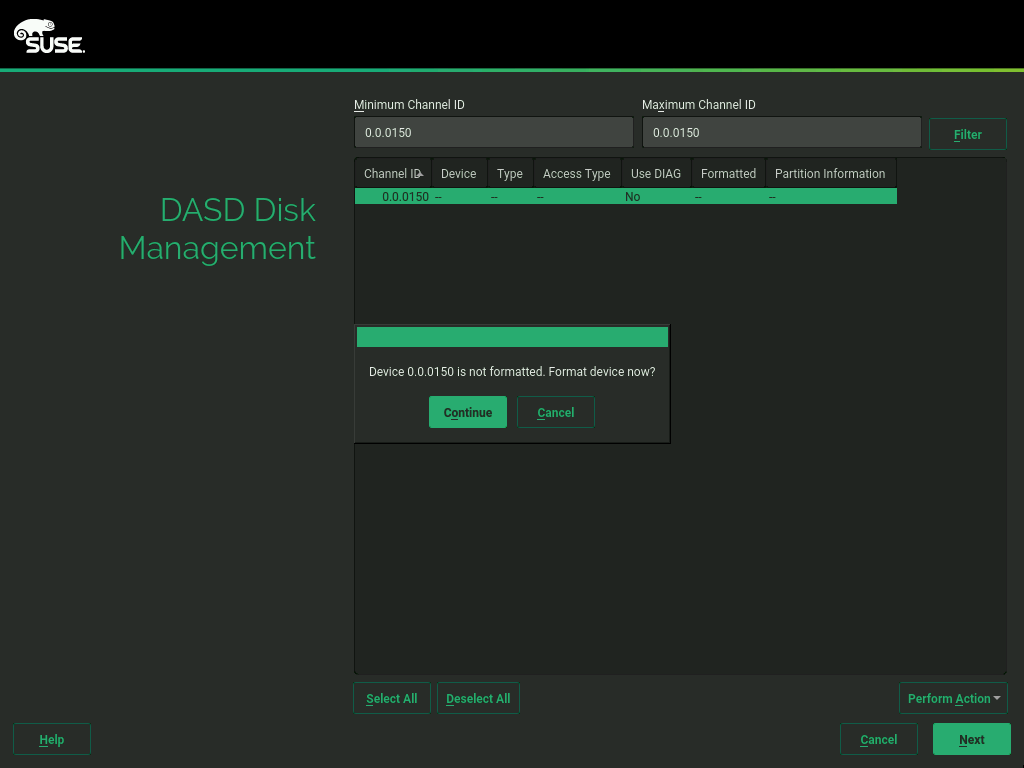 SUSE.
Minimum Channel ID
Maximum Channel ID
0.0.0150
0.0.0150
Filter
Channel ID Device Type Access Type Use DIAG Formatted Partition Information
0.0.0150 -- -- -- No -- --
DASD Disk
Management
Device 0.0.0150 is not formatted. Format device now?
Continue Cancel
Select All Deselect All Perform Action
Help Cancel Next